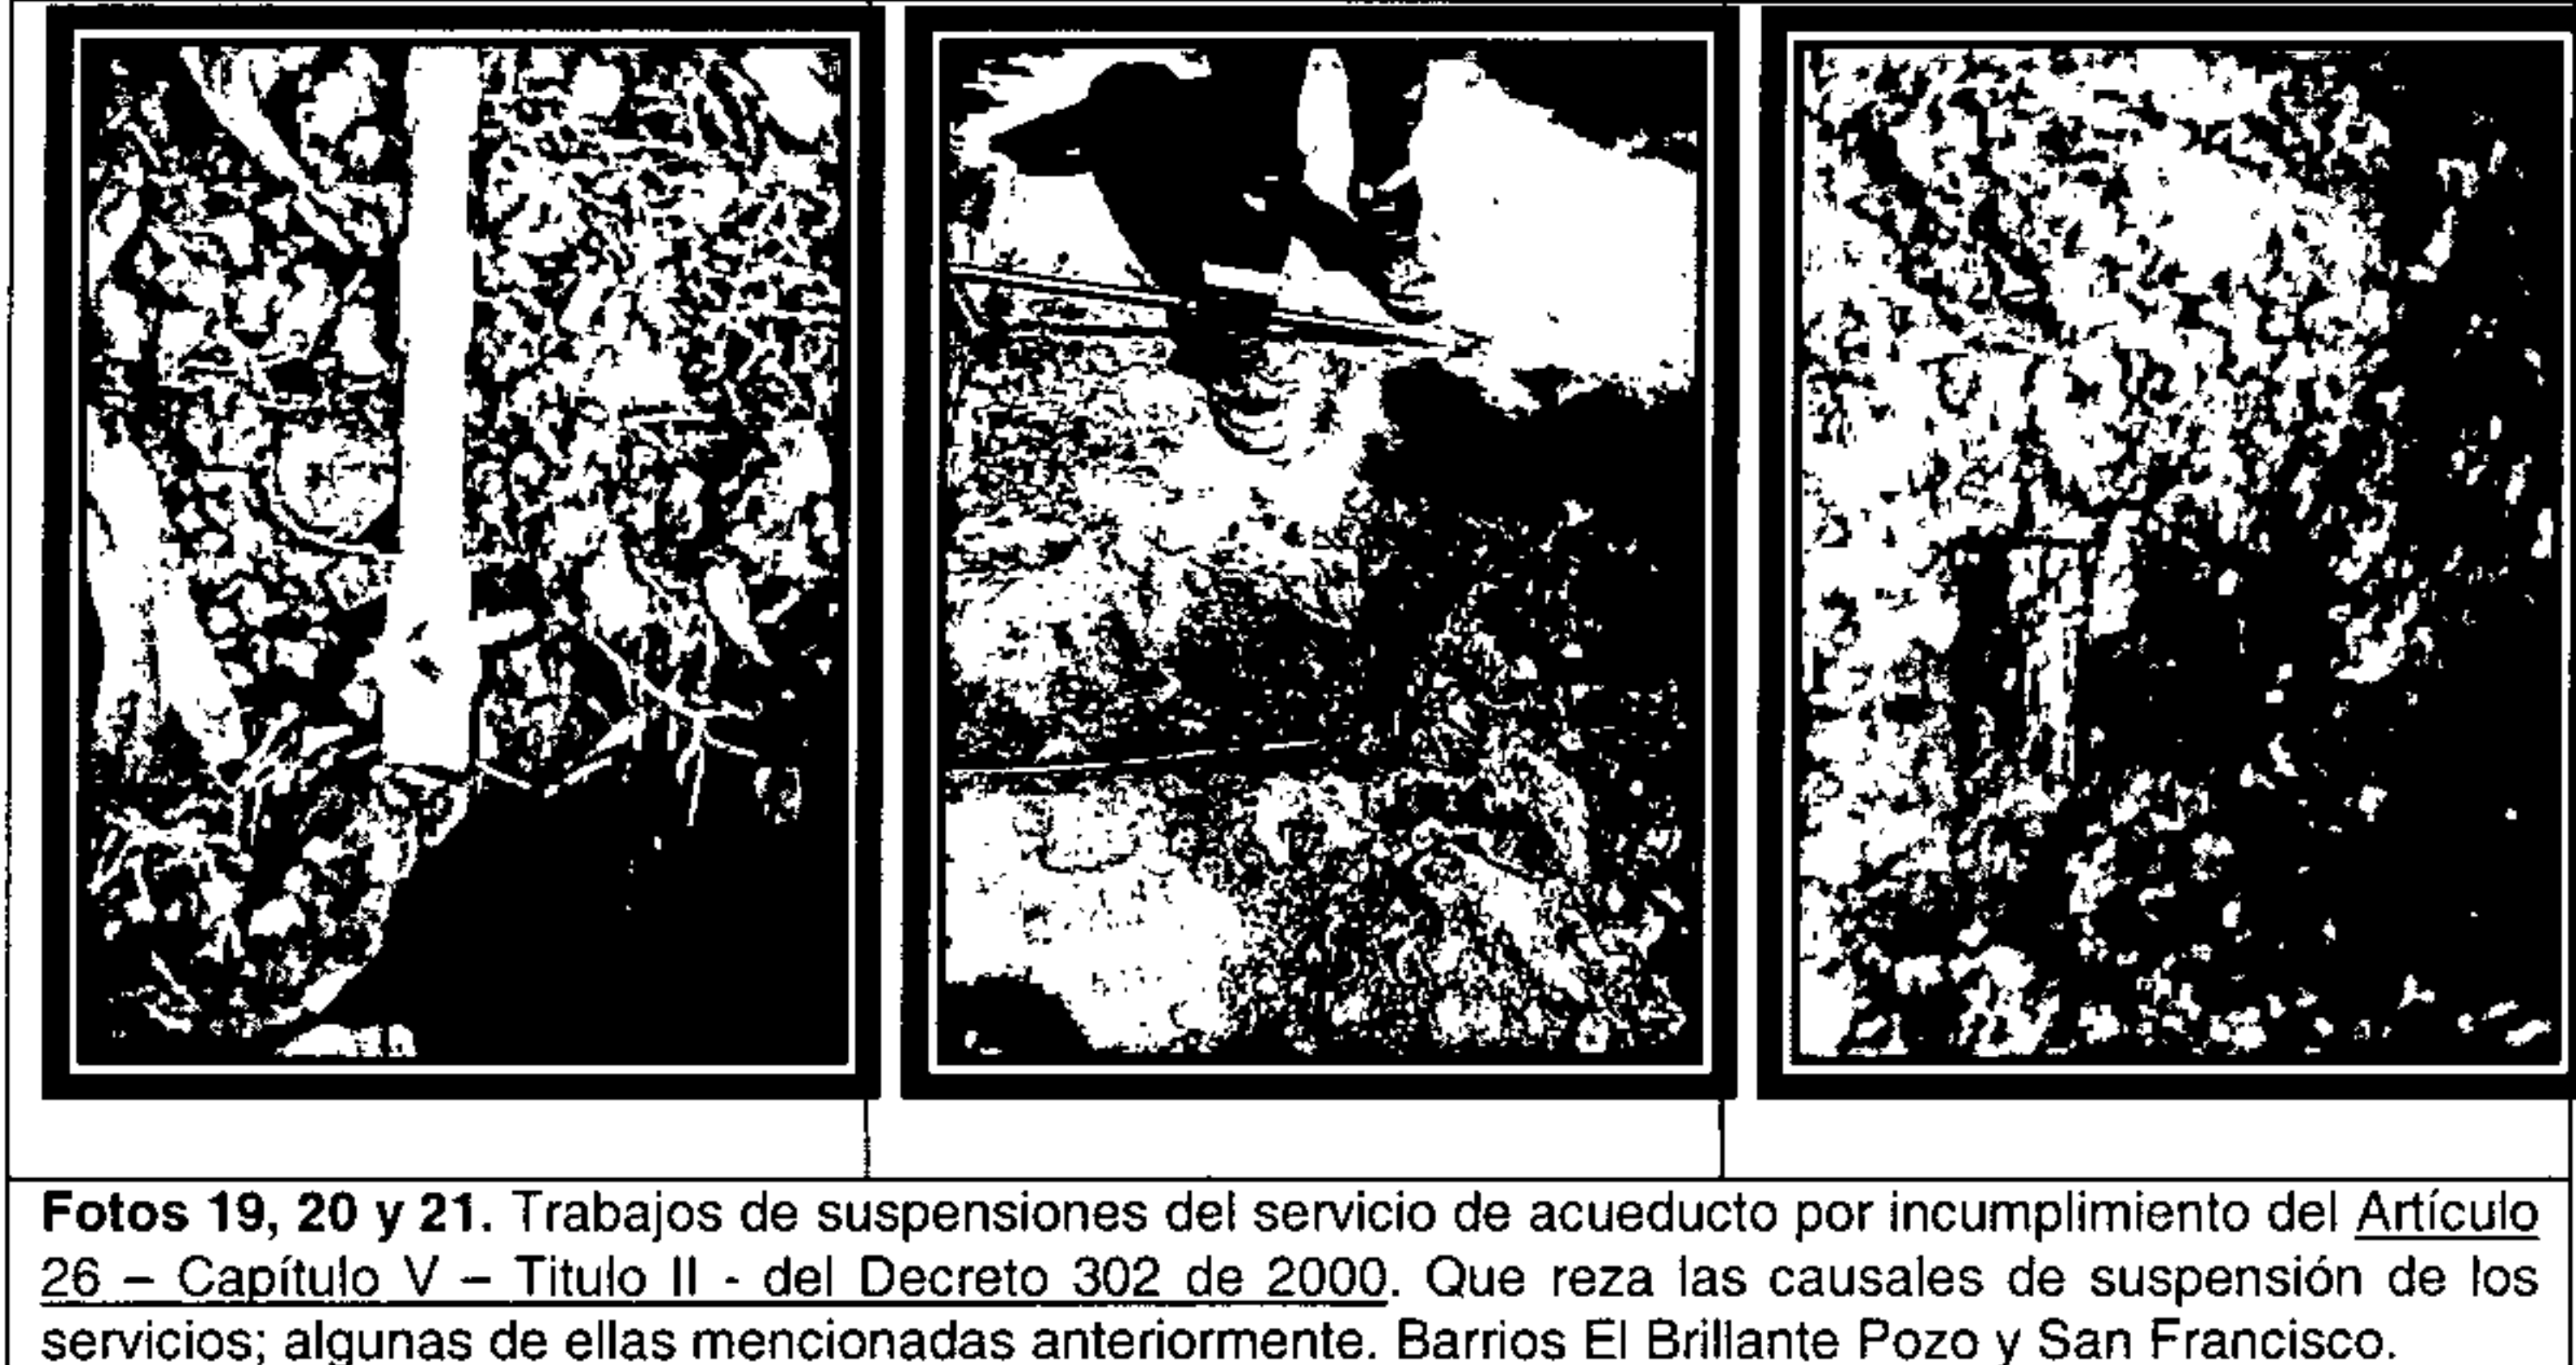 Fotos 19, 20 y 21. Trabajos de suspensiones del servicio de acueducto por incumplimiento del Artículo
26 – Capítulo V – Titulo II - del Decreto 302 de 2000. Que reza las causales de suspensión de los
servicios; algunas de ellas mencionadas anteriormente. Barrios El Brillante Pozo y San Francisco.